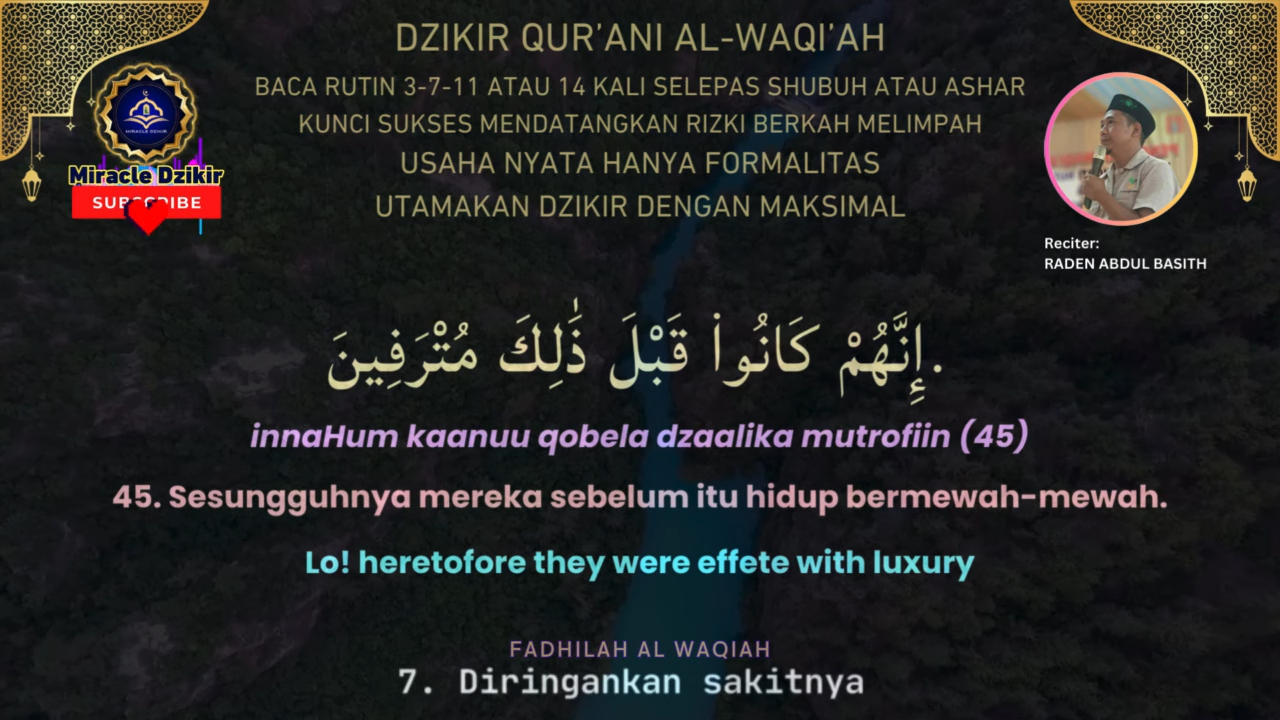 DZIKIR QUR'ANI AL-WAQI'AH
BACA RUTIN 3-7-11 ATAU 14 KALI SELEPAS SHUBUH ATAU ASHAR
KUNCI SUKSES MENDATANGKAN RIZKI BERKAH MELIMPAH
USAHA NYATA HANYA FORMALITAS
UTAMAKAN DZIKIR DENGAN MAKSIMAL
MIRACLE DZIKIR
Miracle Dzikir
SUBSCRIBE
Reciter:
RADEN ABDUL BASITH
.إِنَّهُمْ كَانُوا۟ قَبْلَ ذَٰلِكَ مُتْرَفِينَ
innaHum kaanuu qobela dzaalika mutrofiin (45)
45. Sesungguhnya mereka sebelum itu hidup bermewah-mewah.
Lo! heretofore they were effete with luxury
FADHILAH AL WAQIAH
7. Diringankan sakitnya